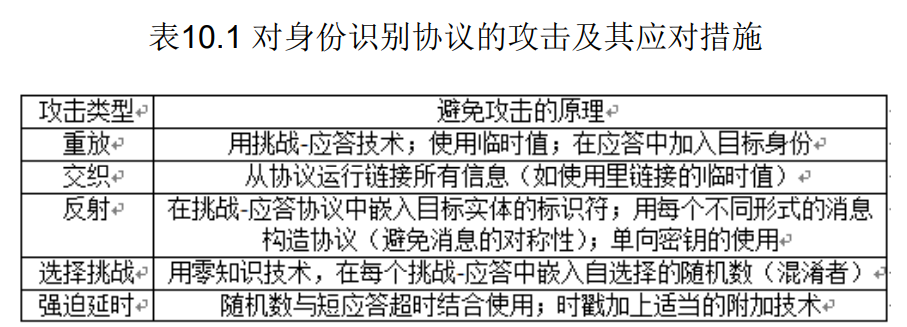 表10.1 对身份识别协议的攻击及其应对措施
攻击类型 避免攻击的原理
重放 用挑战-应答技术；使用临时值；在应答中加入目标身份
交织 从协议运行链接所有信息（如使用里链接的临时值）
反射 在挑战-应答协议中嵌入目标实体的标识符；用每个不同形式的消息
构造协议（避免消息的对称性）；单向密钥的使用
选择挑战 用零知识技术，在每个挑战-应答中嵌入自选择的随机数（混淆者）
强迫延时 随机数与短应答超时结合使用；时戳加上适当的附加技术